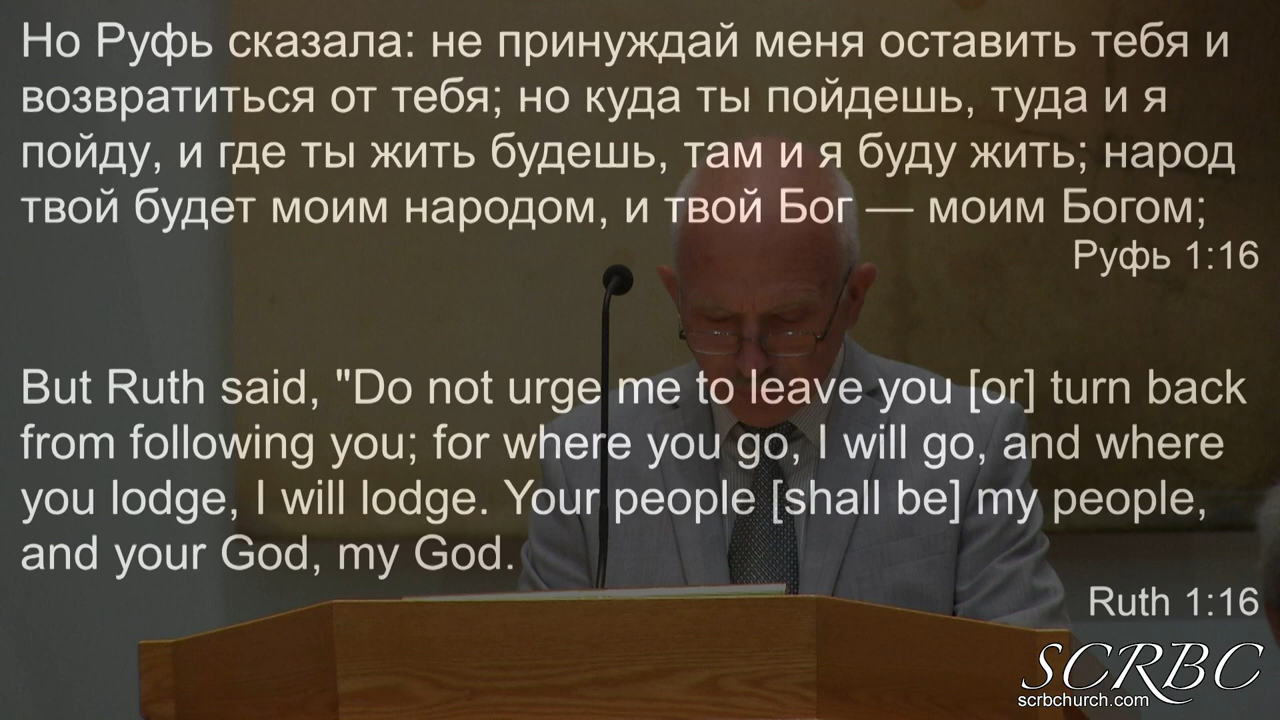 Но Руфь сказала: не принуждай меня оставить тебя и
возвратиться от тебя; но куда ты пойдешь, туда и я
пойду, и где ты жить будешь, там и я буду жить; народ
твой будет моим народом, и твой Бог — моим Богом;
Руфь 1:16
But Ruth said, "Do not urge me to leave you [or] turn back
from following you; for where you go, I will go, and where
you lodge, I will lodge. Your people [shall be] my people,
and your God, my God.
Ruth 1:16
SCRBC
scrbchurch.com